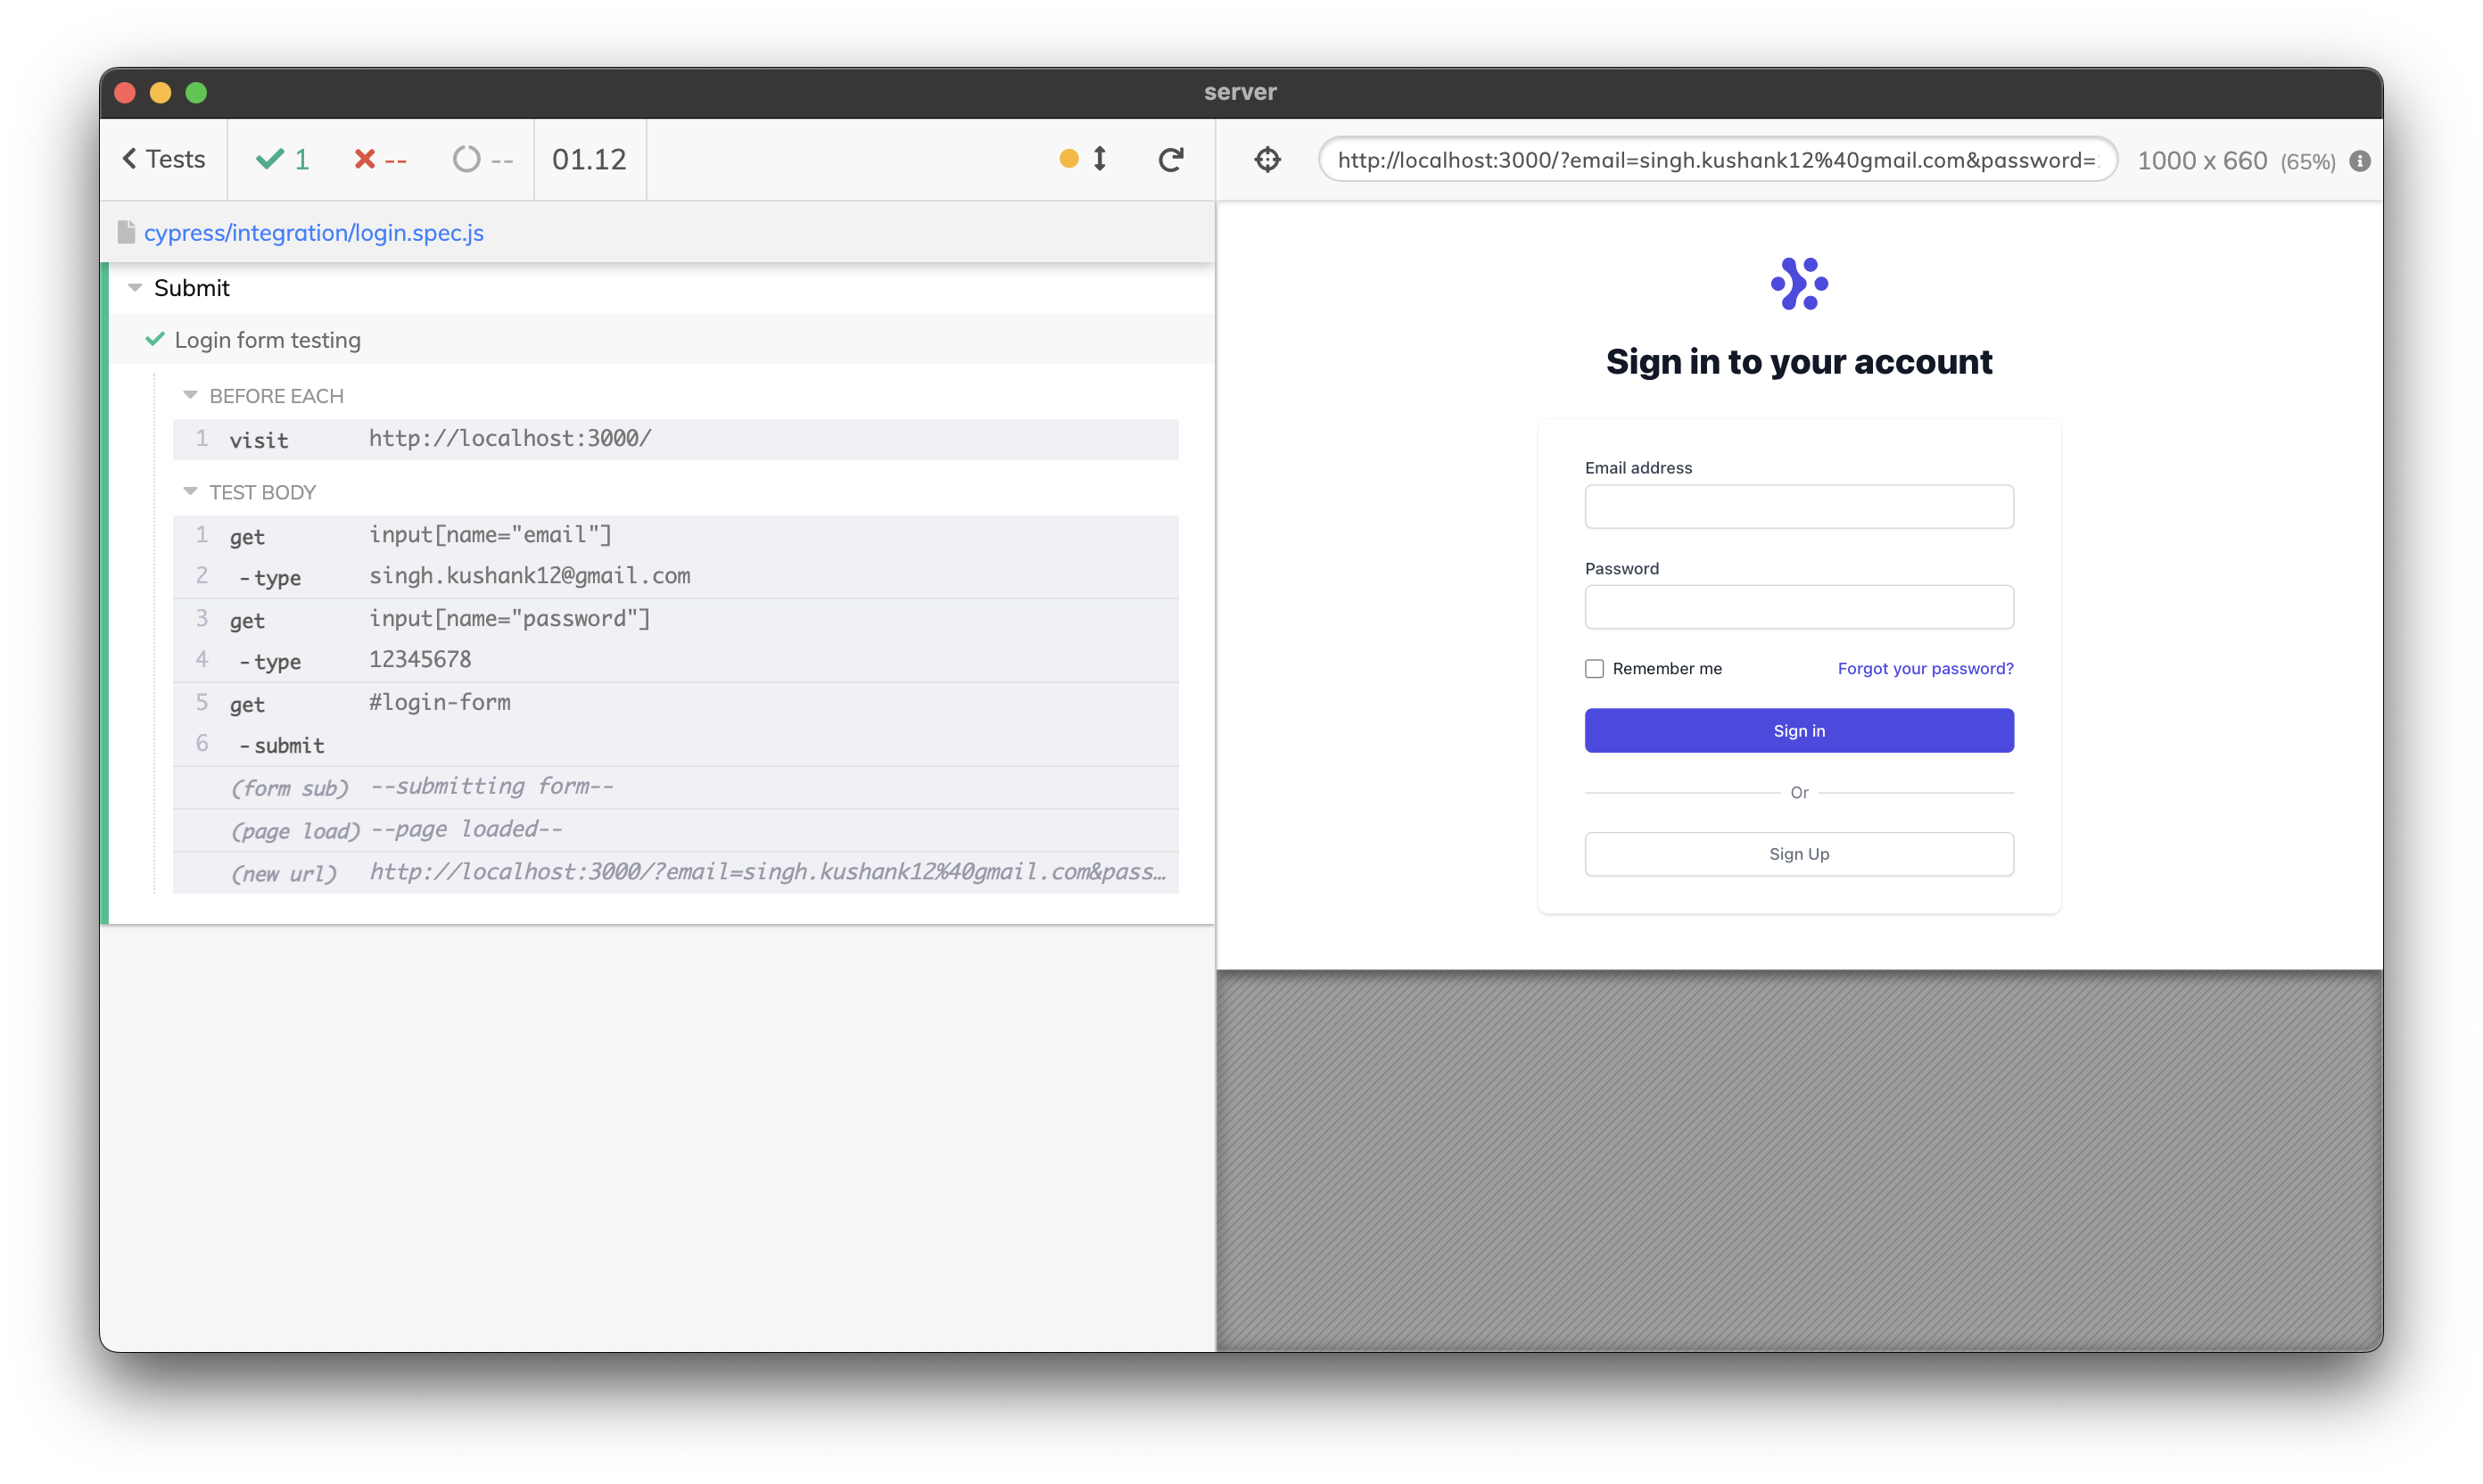 server
Tests
1
--
--
01.12
http://localhost:3000/?email=singh.kushank12%40gmail.com&password=
1000 x 660 (65%)
cypress/integration/login.spec.js
Submit
Login form testing
BEFORE EACH
1 visit http://localhost:3000/
TEST BODY
1 get input[name="email"]
2 -type singh.kushank12@gmail.com
3 get input[name="password"]
4 -type 12345678
5 get #login-form
6 -submit
(form sub) --submitting form--
(page load) --page loaded--
(new url) http://localhost:3000/?email=singh.kushank12%40gmail.com&pass…
Sign in to your account
Email address
Password
Remember me
Forgot your password?
Sign in
Or
Sign Up